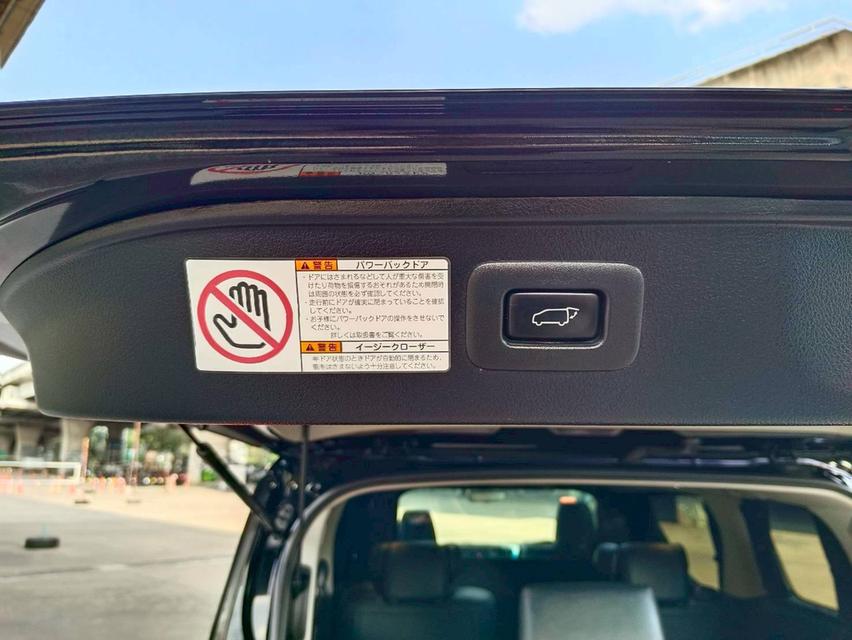 警告 パワーバックドア
・ドアにはさまれるなどして人が重大な傷害を
受けたり荷物を損傷するおそれがあるため開閉時
は周囲の状態を必ず確認してください。
・走行前にドアが確実に閉まっていることを確認
してください。
・お子様にパワーバックドアの操作をさせないで
ください。
詳しくは取扱書をご覧ください。
警告 イージークローザー
半ドア状態のときドアが自動的に閉まるため、
指をはさまないよう十分注意してください。